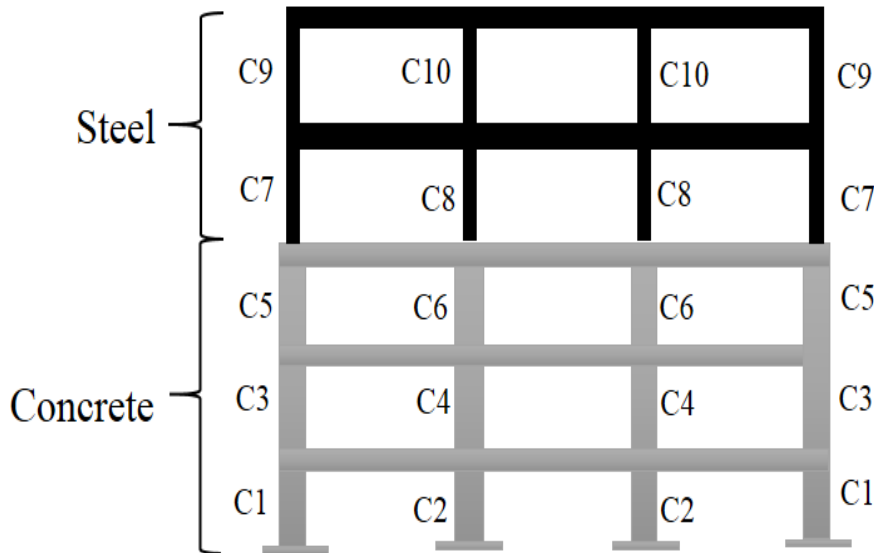 C9 C10 C10 C9
Steel
C7 C8 C8 C7
C5 C6 C6 C5
Concrete C3 C4 C4 C3
C1 C2 C2 C1